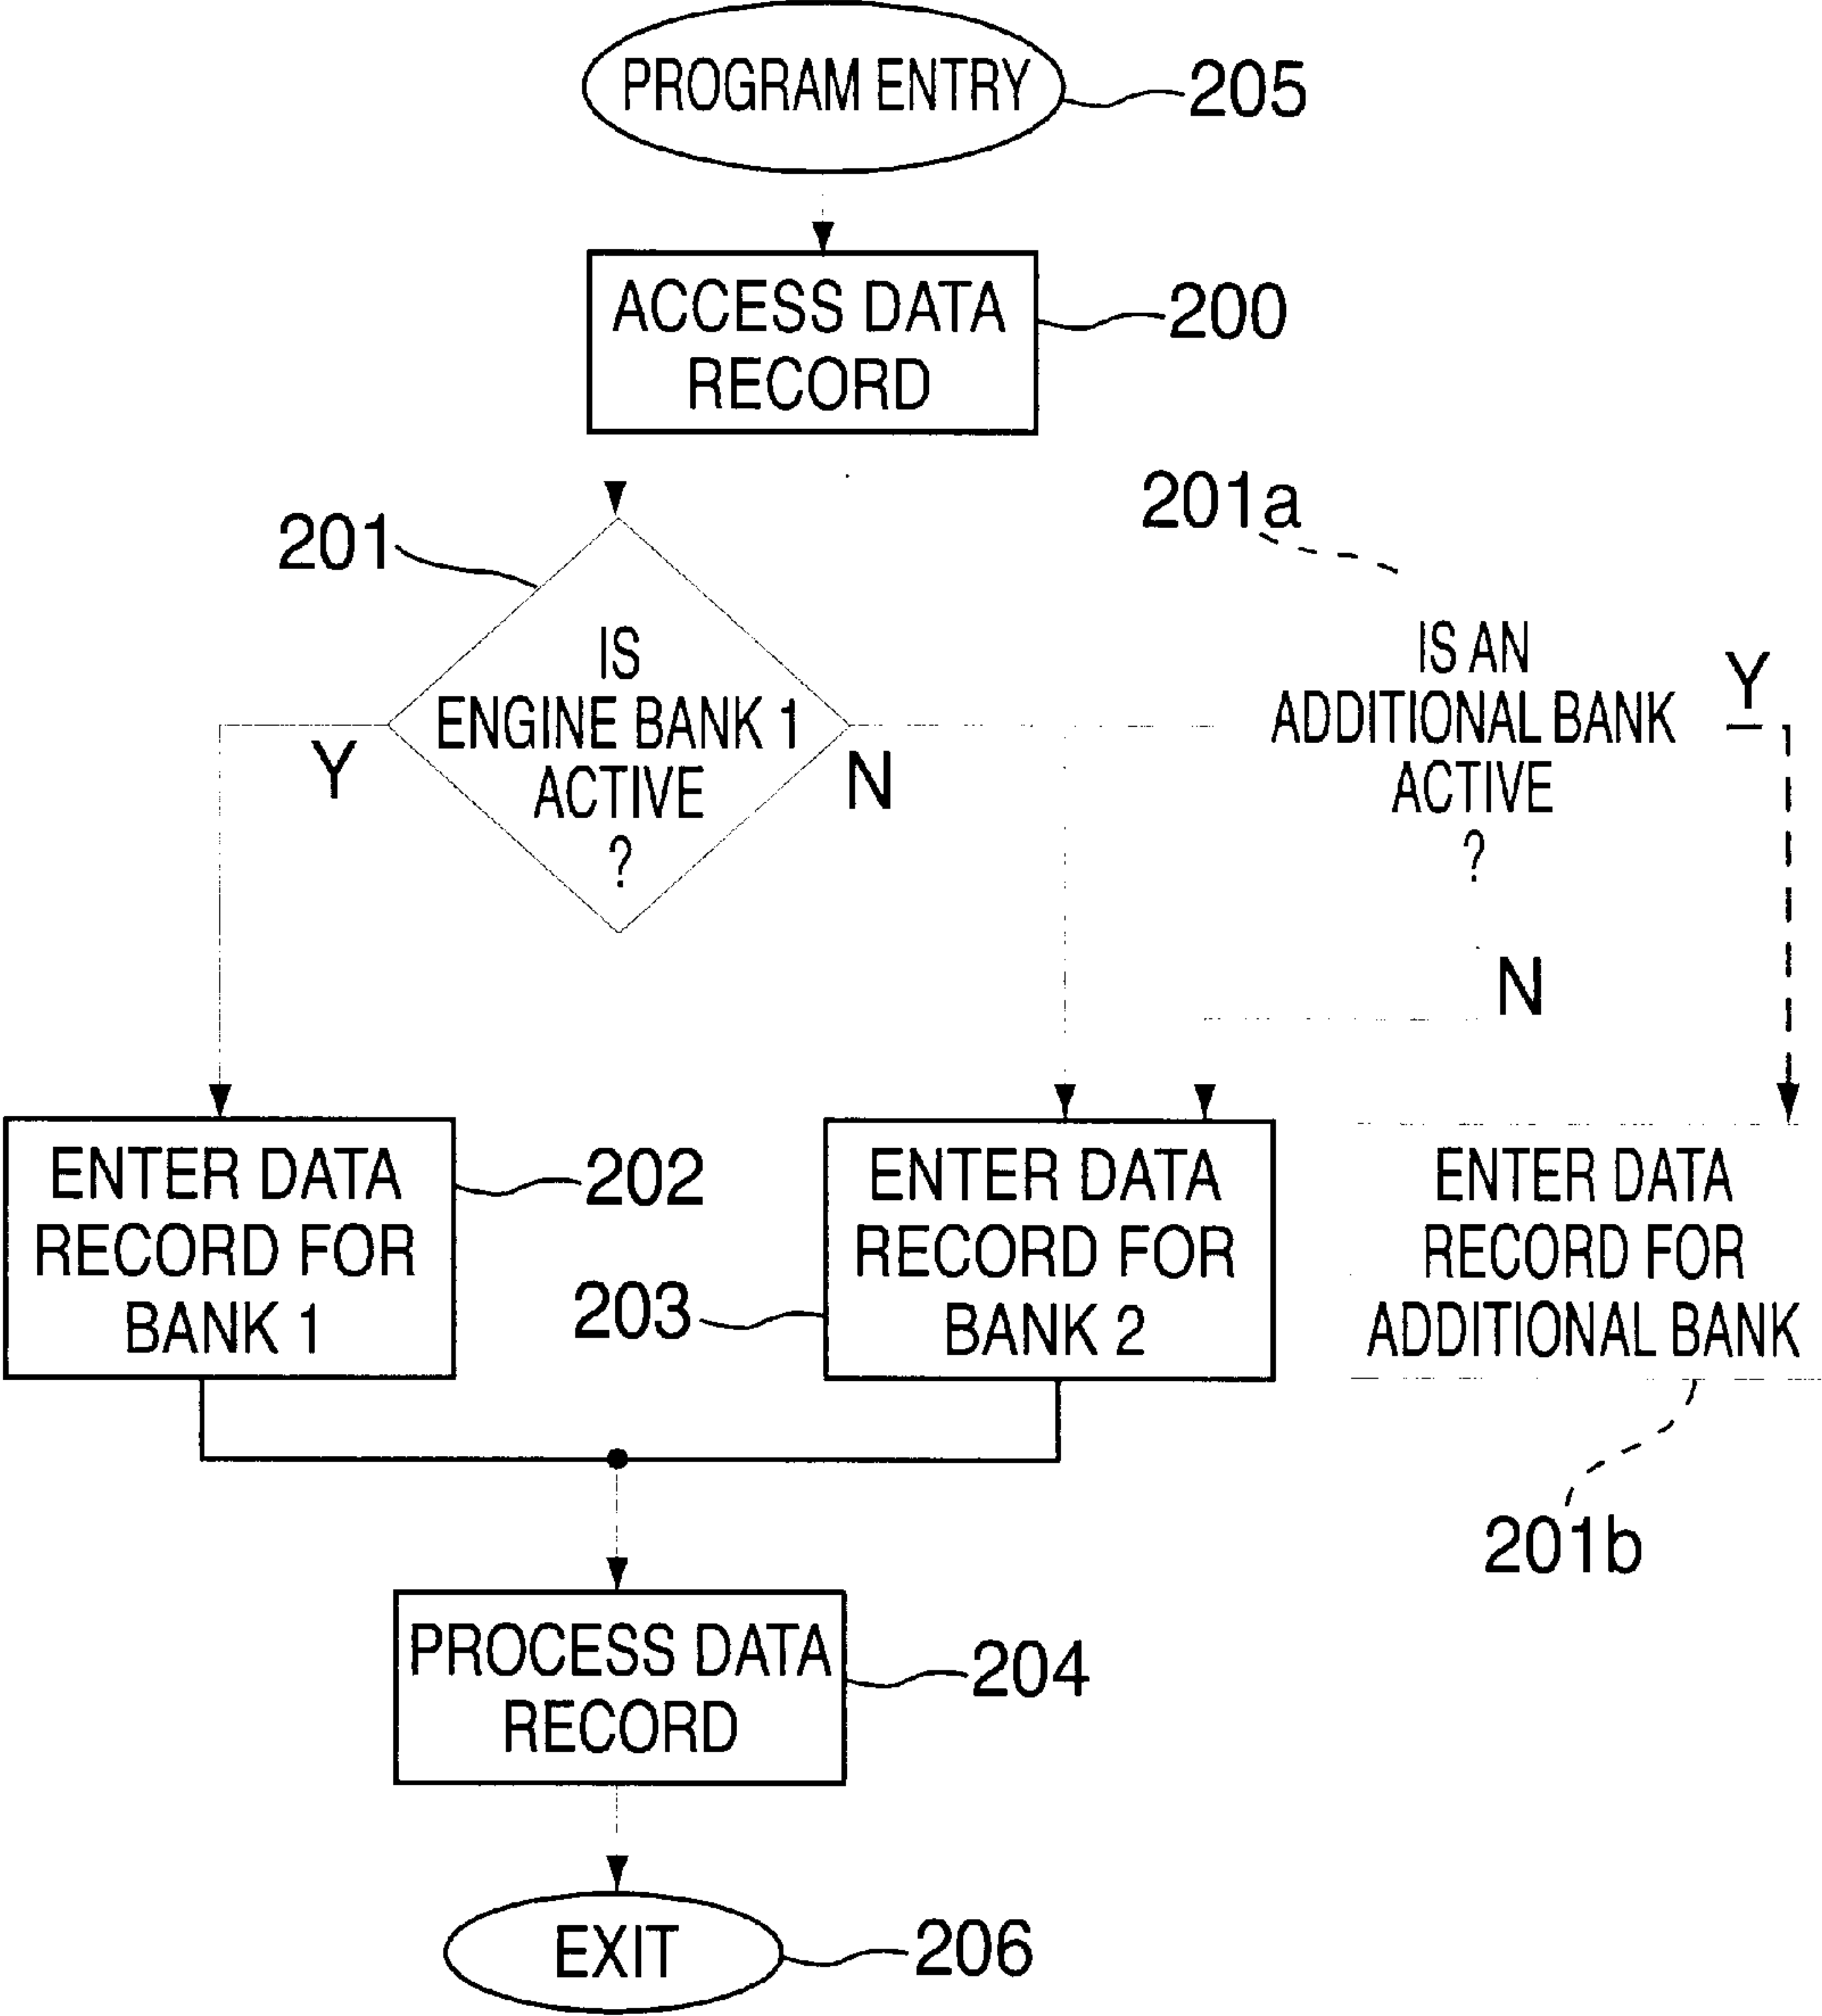 PROGRAM ENTRY
205
ACCESS DATA
RECORD
200
201
IS
ENGINE BANK 1
ACTIVE
?
Y
N
201a
IS AN
ADDITIONAL BANK
ACTIVE
?
Y
N
ENTER DATA
RECORD FOR
BANK 1
202
ENTER DATA
RECORD FOR
BANK 2
203
ENTER DATA
RECORD FOR
ADDITIONAL BANK
201b
PROCESS DATA
RECORD
204
EXIT
206